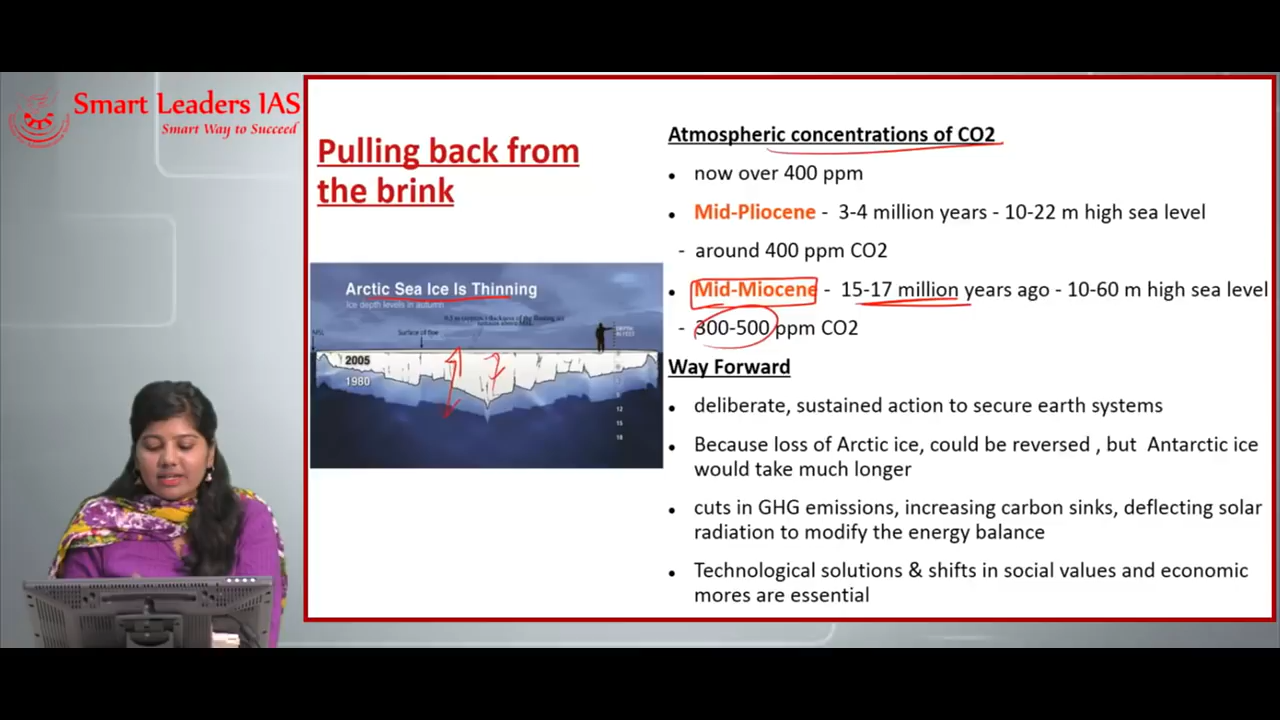 Smart Leaders IAS
Smart Way to Succeed
Pulling back from
the brink
Arctic Sea Ice Is Thinning
Ice depth levels in autumn
MSL
Surface of floe
DEPTH
IN FEET
2005
1980
12
15
18
Atmospheric concentrations of CO2
• now over 400 ppm
• Mid-Pliocene - 3-4 million years - 10-22 m high sea level
- around 400 ppm CO2
• Mid-Miocene - 15-17 million years ago - 10-60 m high sea level
- 300-500 ppm CO2
Way Forward
• deliberate, sustained action to secure earth systems
• Because loss of Arctic ice, could be reversed , but Antarctic ice
would take much longer
• cuts in GHG emissions, increasing carbon sinks, deflecting solar
radiation to modify the energy balance
• Technological solutions & shifts in social values and economic
mores are essential